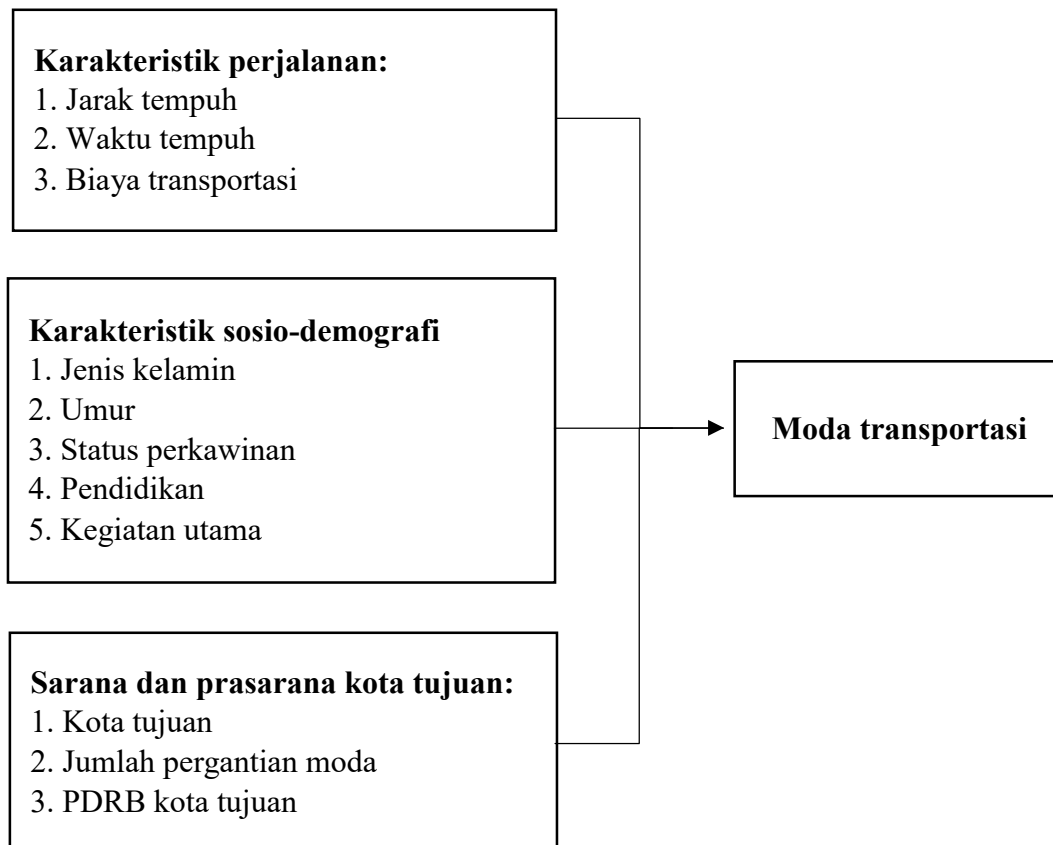 Karakteristik perjalanan:
1. Jarak tempuh
2. Waktu tempuh
3. Biaya transportasi
Karakteristik sosio-demografi
1. Jenis kelamin
2. Umur
3. Status perkawinan
4. Pendidikan
5. Kegiatan utama
Moda transportasi
Sarana dan prasarana kota tujuan:
1. Kota tujuan
2. Jumlah pergantian moda
3. PDRB kota tujuan